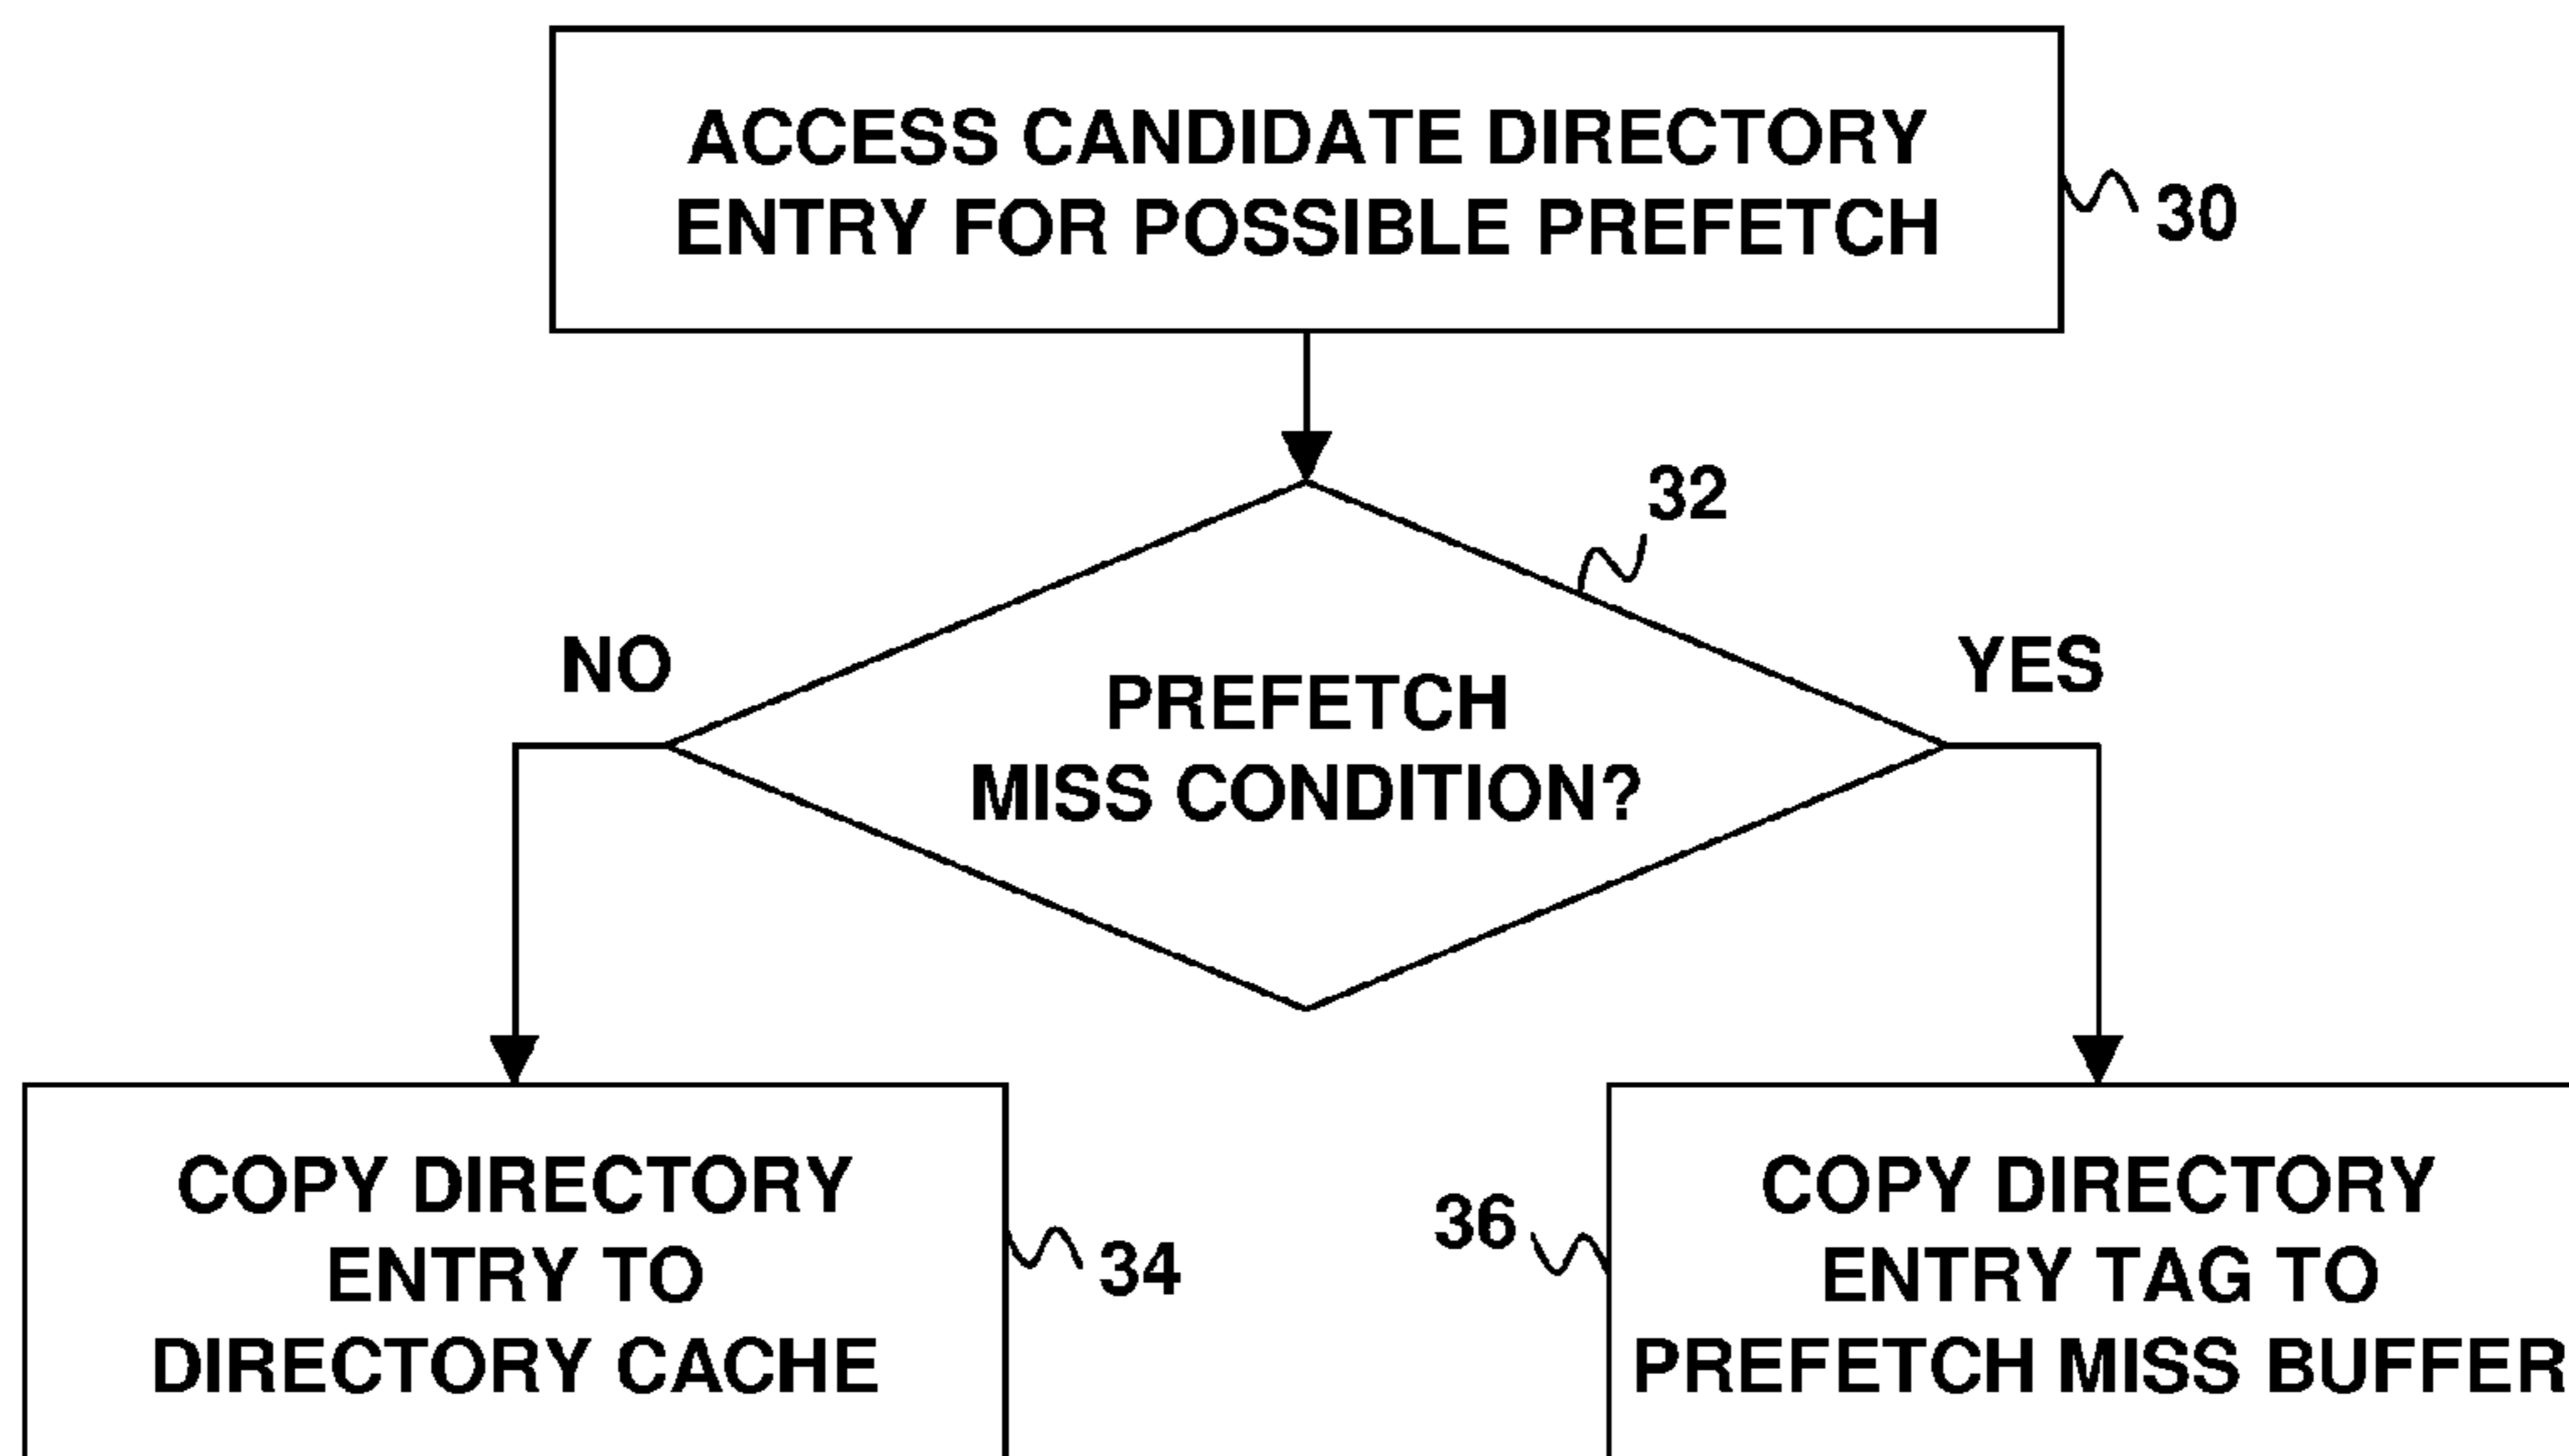 ACCESS CANDIDATE DIRECTORY
ENTRY FOR POSSIBLE PREFETCH
30
32
NO
YES
PREFETCH
MISS CONDITION?
COPY DIRECTORY
ENTRY TO
DIRECTORY CACHE
34
36
COPY DIRECTORY
ENTRY TAG TO
PREFETCH MISS BUFFER